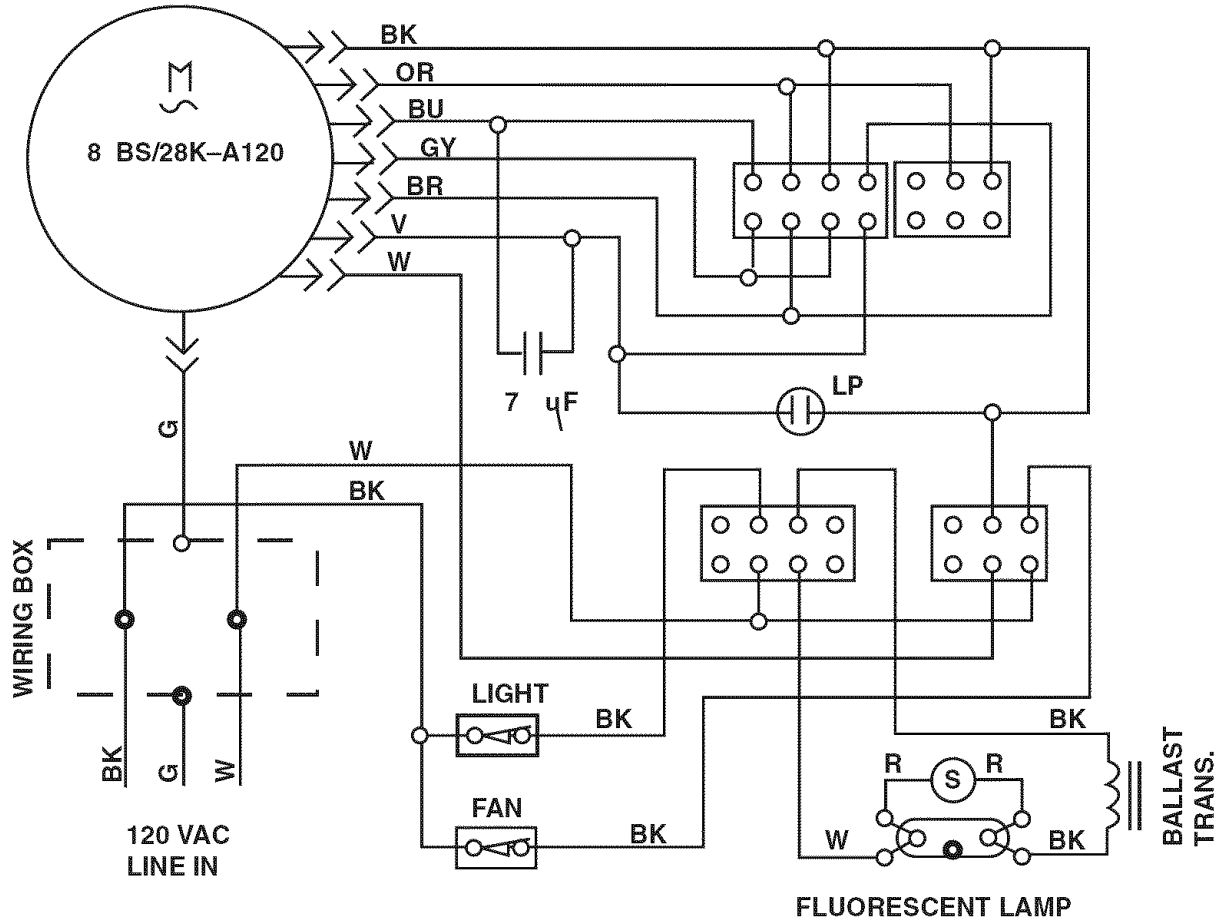 BK
OR
M
BU
8 BS/28K–A120
GY
BR
V
W
LP
7 uF
G
W
BK
WIRING BOX
LIGHT
BK
BK
R
S
R
BALLAST
TRANS.
BK
G
W
FAN
BK
W
BK
120 VAC
LINE IN
FLUORESCENT LAMP